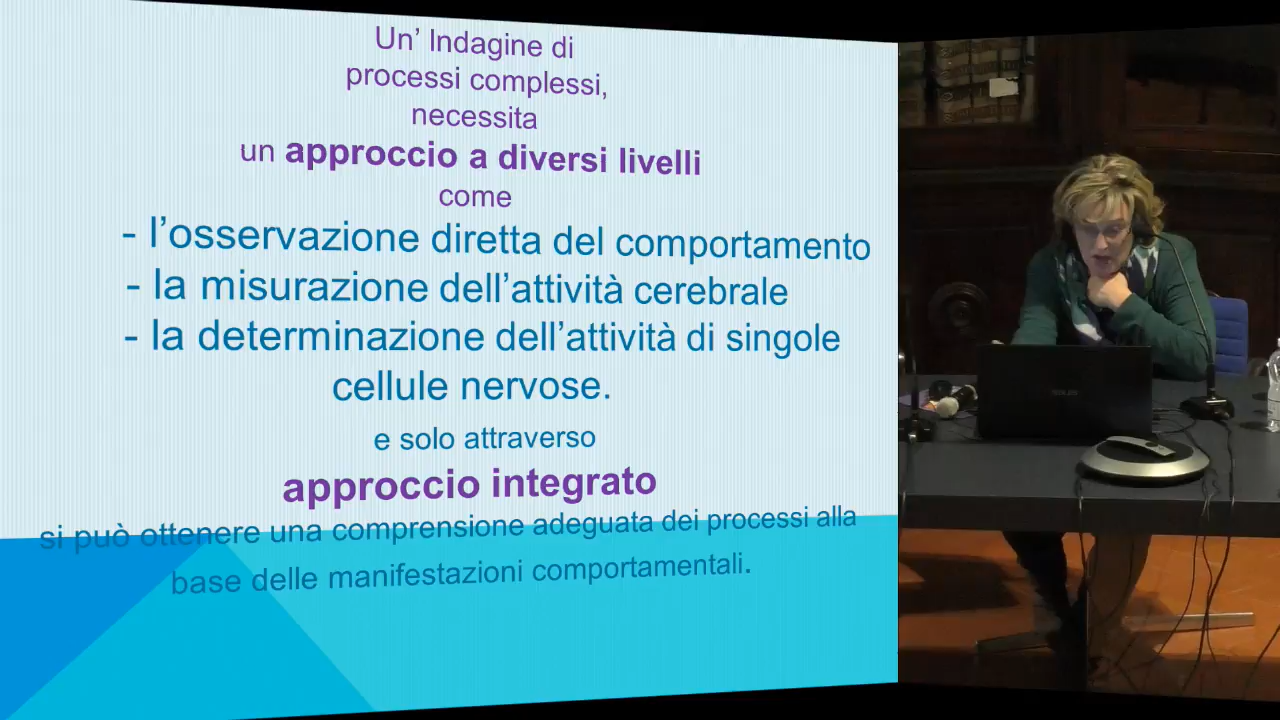 Un’ Indagine di
processi complessi,
necessita
un approccio a diversi livelli
come
- l’osservazione diretta del comportamento
- la misurazione dell’attività cerebrale
- la determinazione dell’attività di singole
cellule nervose.
e solo attraverso
approccio integrato
si può ottenere una comprensione adeguata dei processi alla
base delle manifestazioni comportamentali.